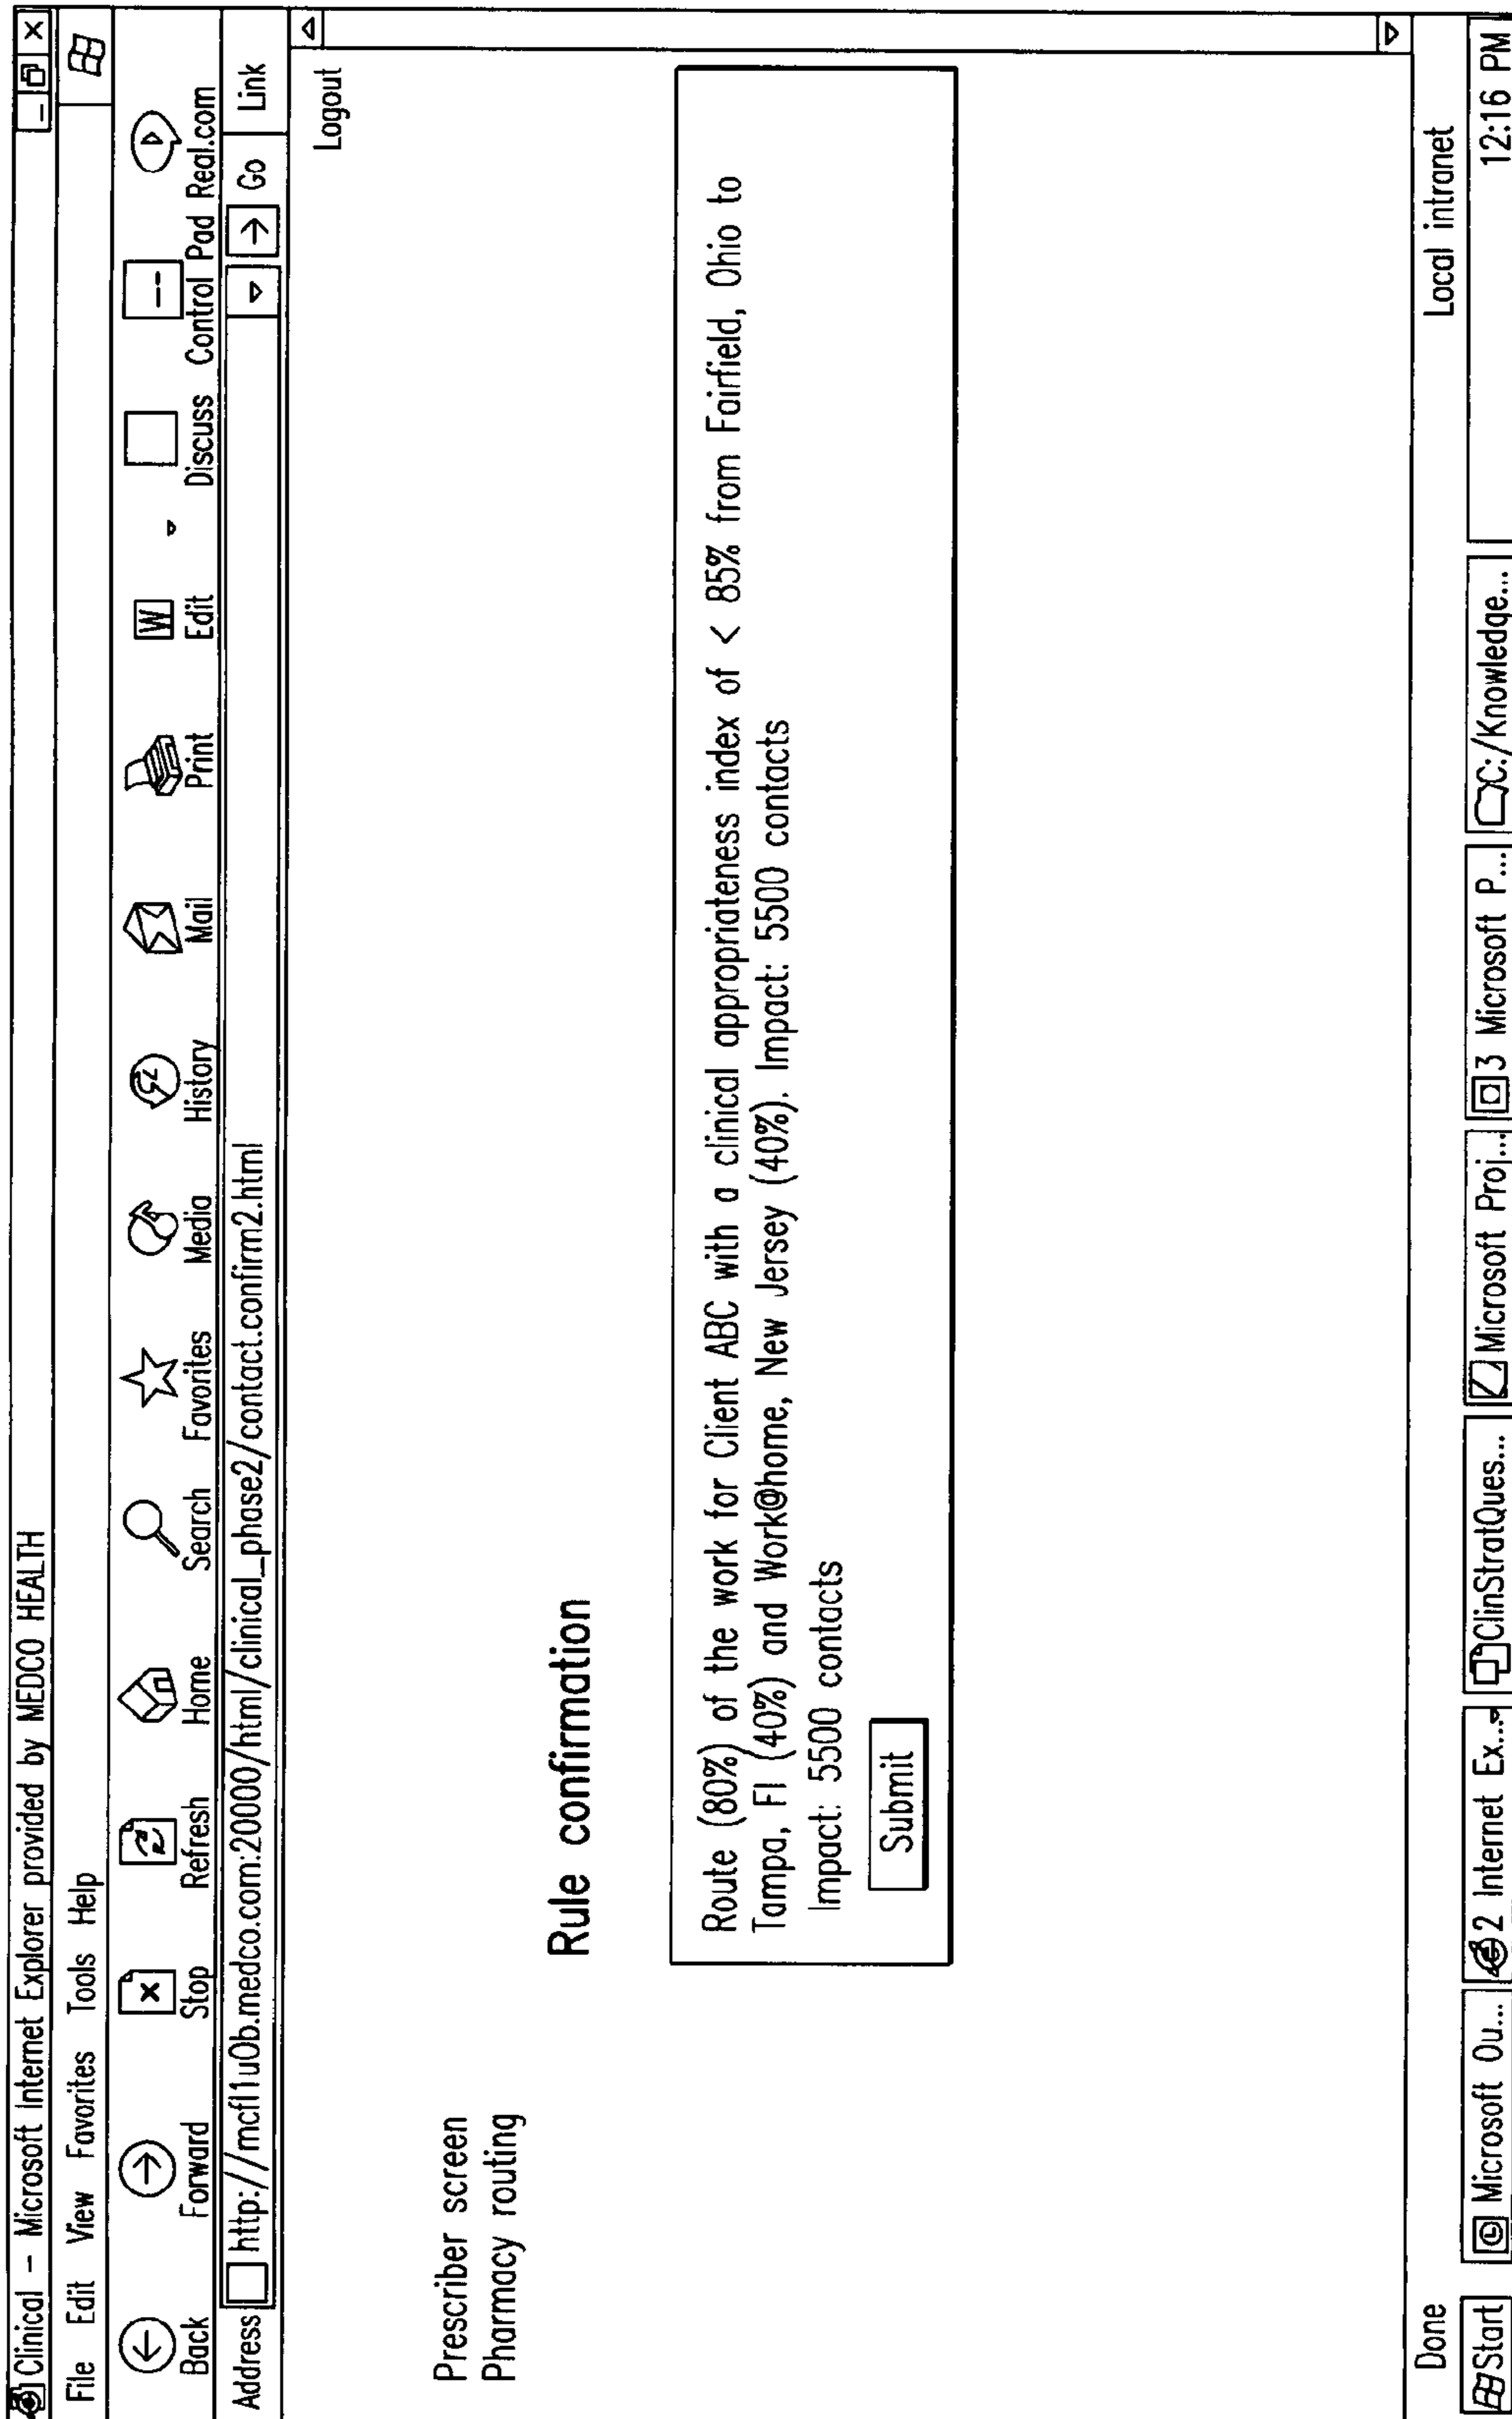 Clinical – Microsoft Internet Explorer provided by MEDCO HEALTH
File Edit View Favorites Tools Help
Back Forward Stop Refresh Home Search Favorites Media History Mail Print Edit Discuss Control Pad Real.com
Address http://mcfl1u0b.medco.com:20000/html/clinical_phase2/contact.confirm2.html Go Link
Logout
Prescriber screen
Pharmacy routing
Rule confirmation
Route (80%) of the work for Client ABC with a clinical appropriateness index of < 85% from Fairfield, Ohio to
Tampa, Fl (40%) and Work@home, New Jersey (40%). Impact: 5500 contacts
Impact: 5500 contacts
Submit
Done Local intranet
Start Microsoft Ou... 2 Internet Ex... ClinStratQues... Microsoft Proj... 3 Microsoft P... C:/Knowledge... 12:16 PM